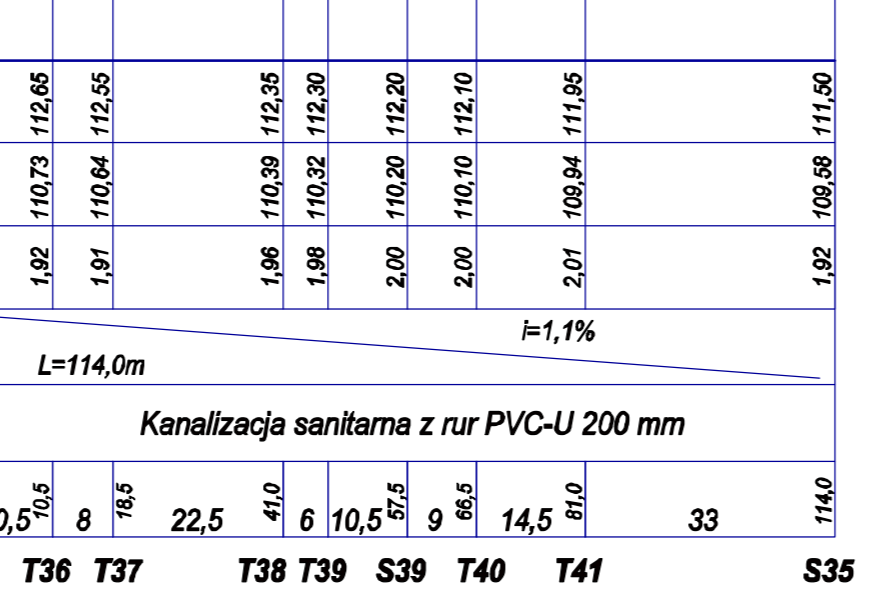 112,65 112,55 112,35 112,30 112,20 112,10 111,95 111,50
110,73 110,64 110,39 110,32 110,20 110,10 109,94 109,58
1,92 1,91 1,96 1,98 2,00 2,00 2,01 1,92
i=1,1%
L=114,0m
Kanalizacja sanitarna z rur PVC-U 200 mm
0,5 10,5 8 18,5 22,5 41,0 6 10,5 57,5 9 66,5 14,5 81,0 33 114,0
T36 T37 T38 T39 S39 T40 T41 S35